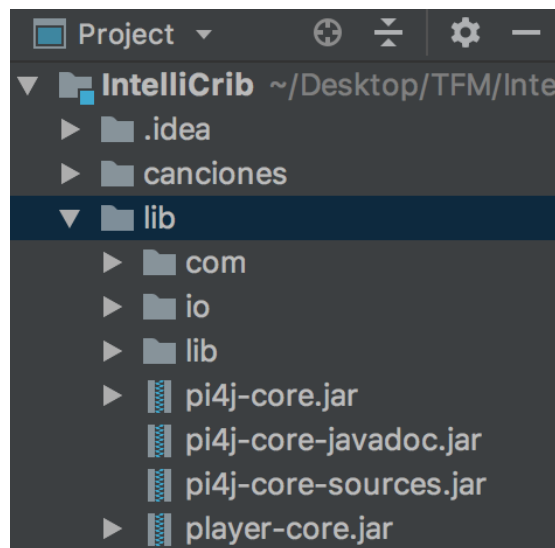 Project
IntelliCrib ~/Desktop/TFM/Inte
.idea
canciones
lib
com
io
lib
pi4j-core.jar
pi4j-core-javadoc.jar
pi4j-core-sources.jar
player-core.jar